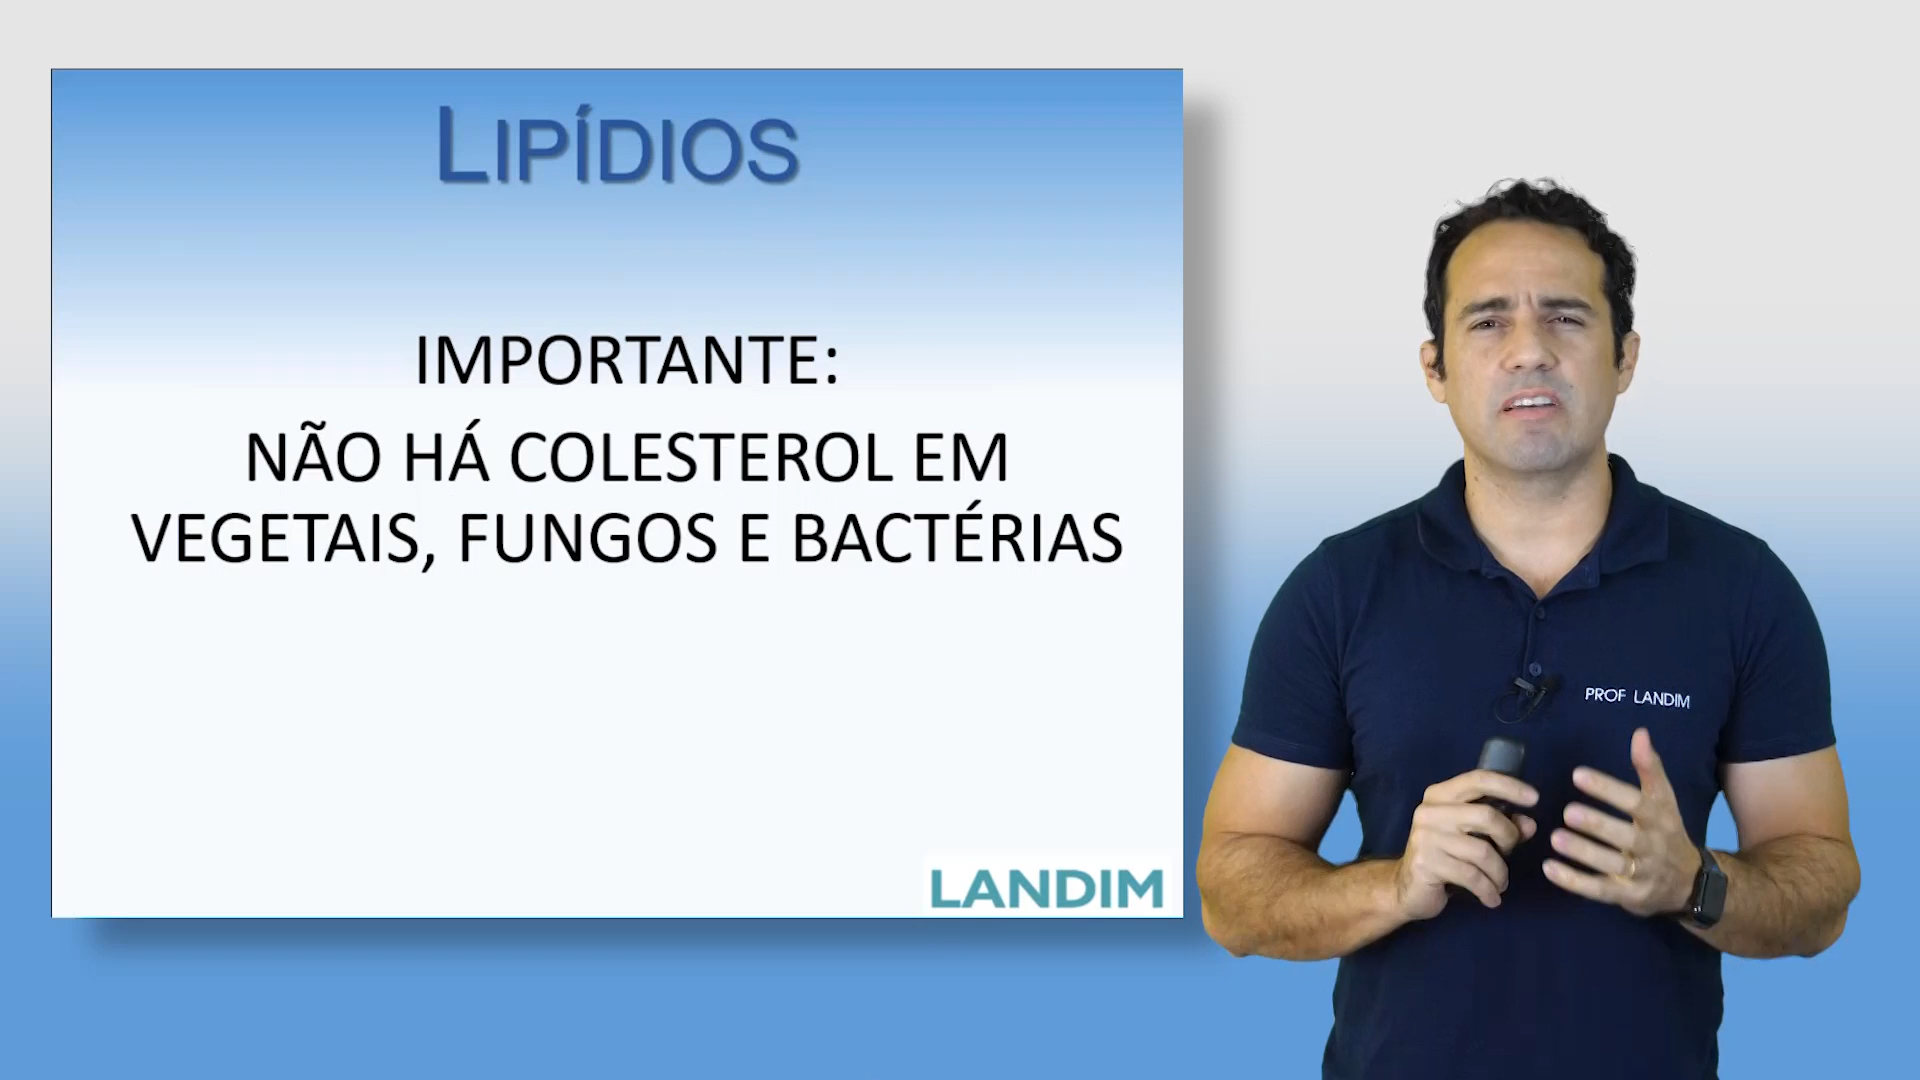 LIPÍDIOS
IMPORTANTE:
NÃO HÁ COLESTEROL EM
VEGETAIS, FUNGOS E BACTÉRIAS
LANDIM
PROF LANDIM